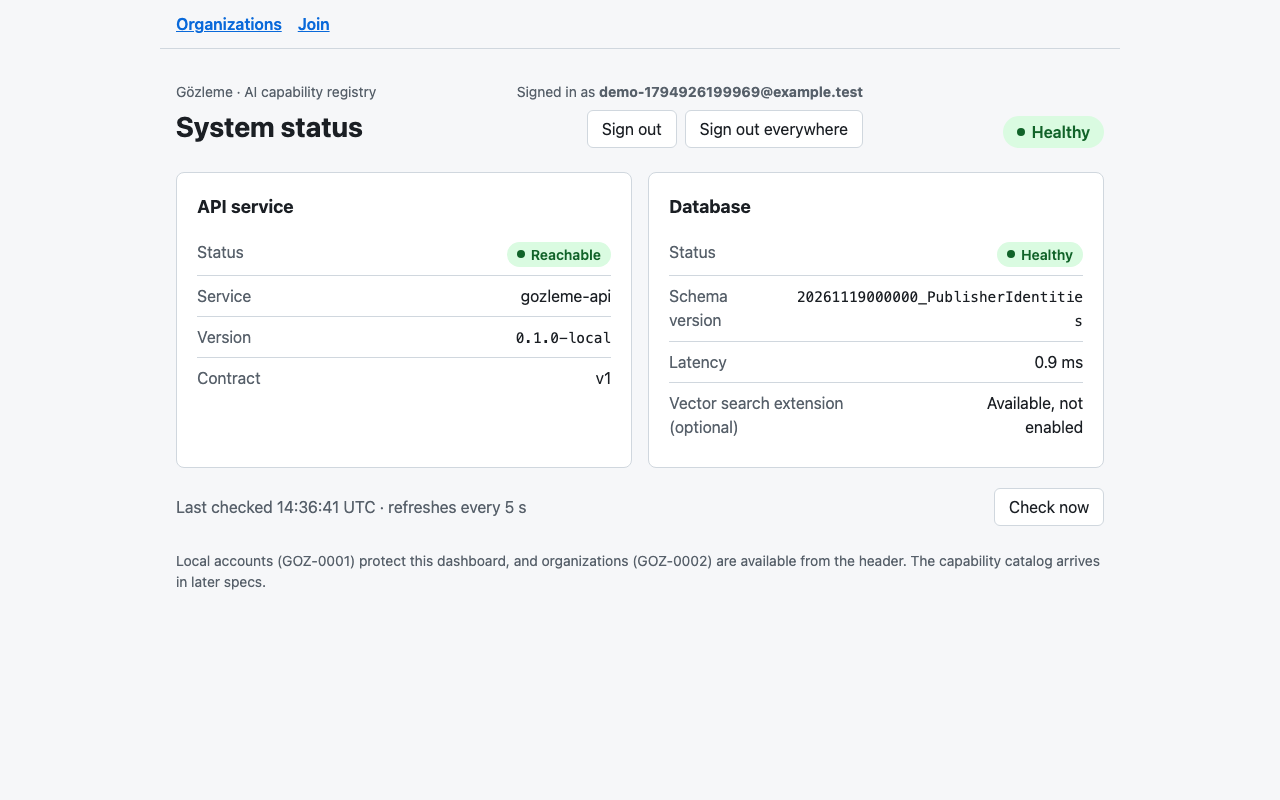 Organizations Join
Gözleme · AI capability registry
System status
Signed in as demo-1794926199969@example.test
Sign out Sign out everywhere
Healthy
API service
Status Reachable
Service gozleme-api
Version 0.1.0-local
Contract v1
Database
Status Healthy
Schema version 20261119000000_PublisherIdentitie
s
Latency 0.9 ms
Vector search extension Available, not
(optional) enabled
Last checked 14:36:41 UTC · refreshes every 5 s
Check now
Local accounts (GOZ-0001) protect this dashboard, and organizations (GOZ-0002) are available from the header. The capability catalog arrives
in later specs.